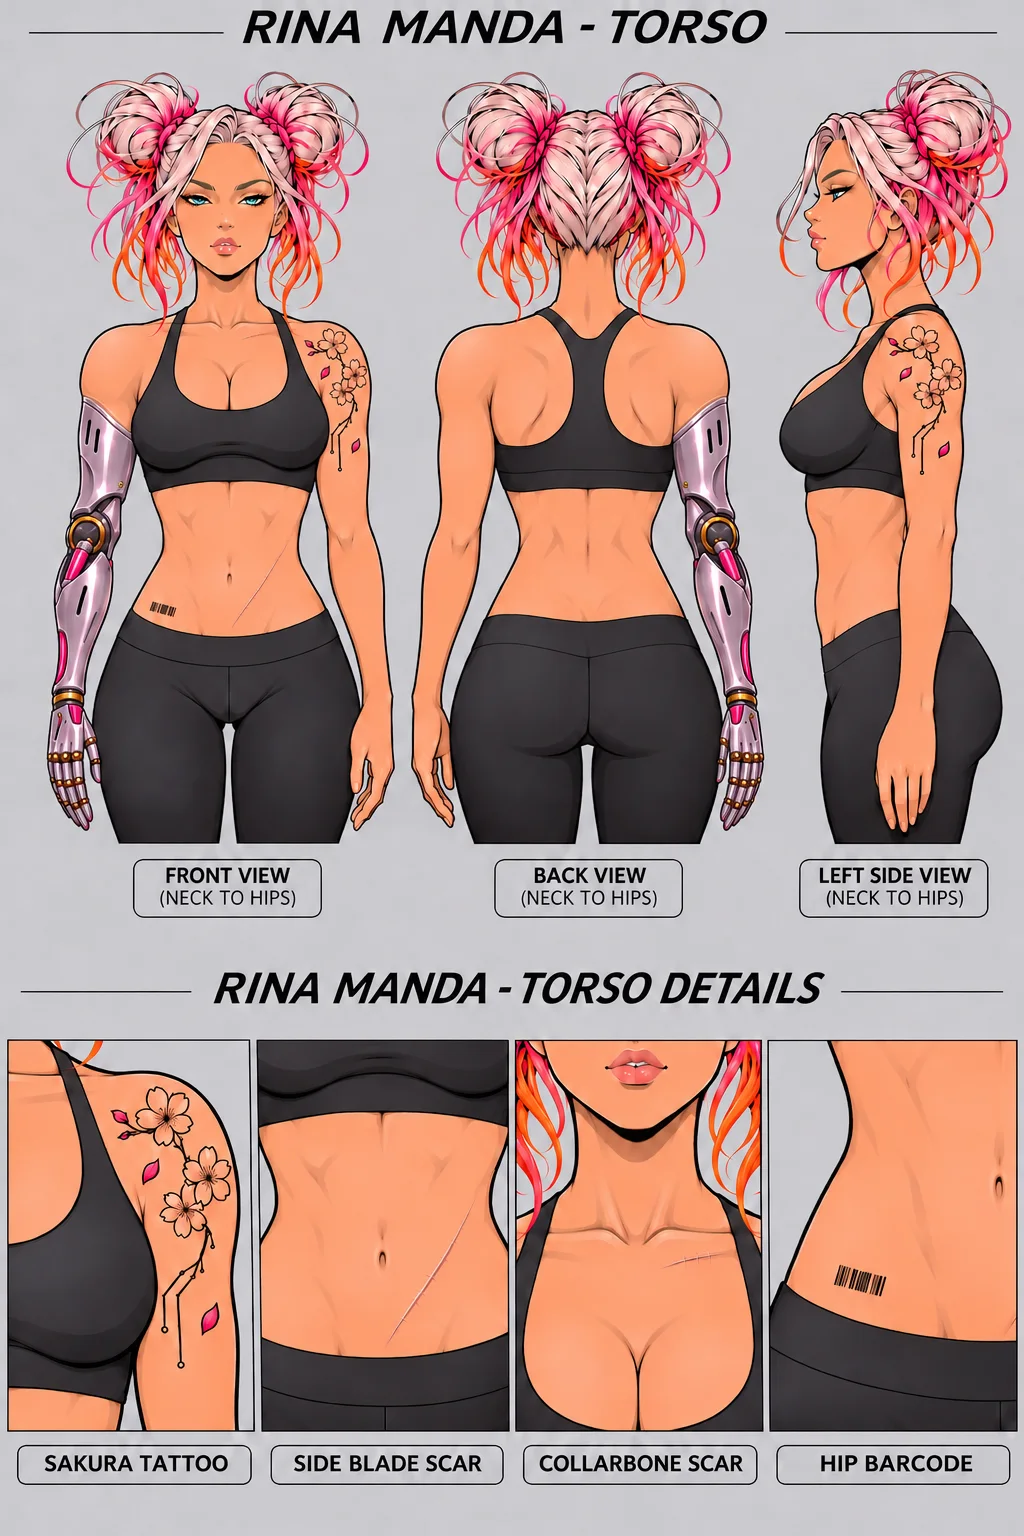 RINA MANDA - TORSO
FRONT VIEW
(NECK TO HIPS)
BACK VIEW
(NECK TO HIPS)
LEFT SIDE VIEW
(NECK TO HIPS)
RINA MANDA - TORSO DETAILS
SAKURA TATTOO
SIDE BLADE SCAR
COLLARBONE SCAR
HIP BARCODE